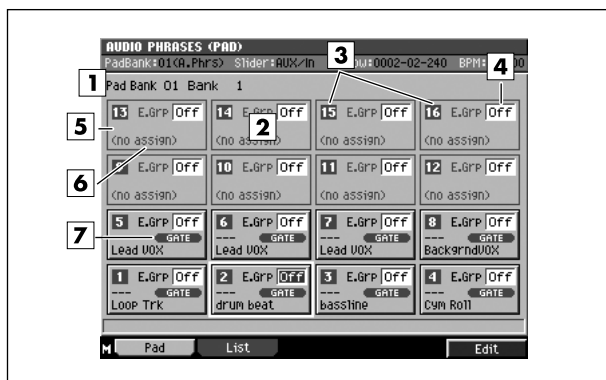 AUDIO PHRASES (PAD)
PadBank:01(A.Phrs) Slider:AUX/In 0002-02-240 BPM:
Pad Bank 01 Bank 1
1
2
3
4
5
6
7
13 E.Grp Off
(no assign)
14 E.Grp Off
(no assign)
15 E.Grp Off
(no assign)
16 E.Grp Off
(no assign)
9 E.Grp Off
(no assign)
10 E.Grp Off
(no assign)
11 E.Grp Off
(no assign)
12 E.Grp Off
(no assign)
5 E.Grp Off
--- GATE
Lead VOX
6 E.Grp Off
--- GATE
Lead VOX
7 E.Grp Off
--- GATE
Lead VOX
8 E.Grp Off
--- GATE
BackgrndVOX
1 E.Grp Off
--- GATE
Loop Trk
2 E.Grp Off
--- GATE
drum beat
3 E.Grp Off
--- GATE
bassline
4 E.Grp Off
--- GATE
Cym Roll
M Pad List Edit